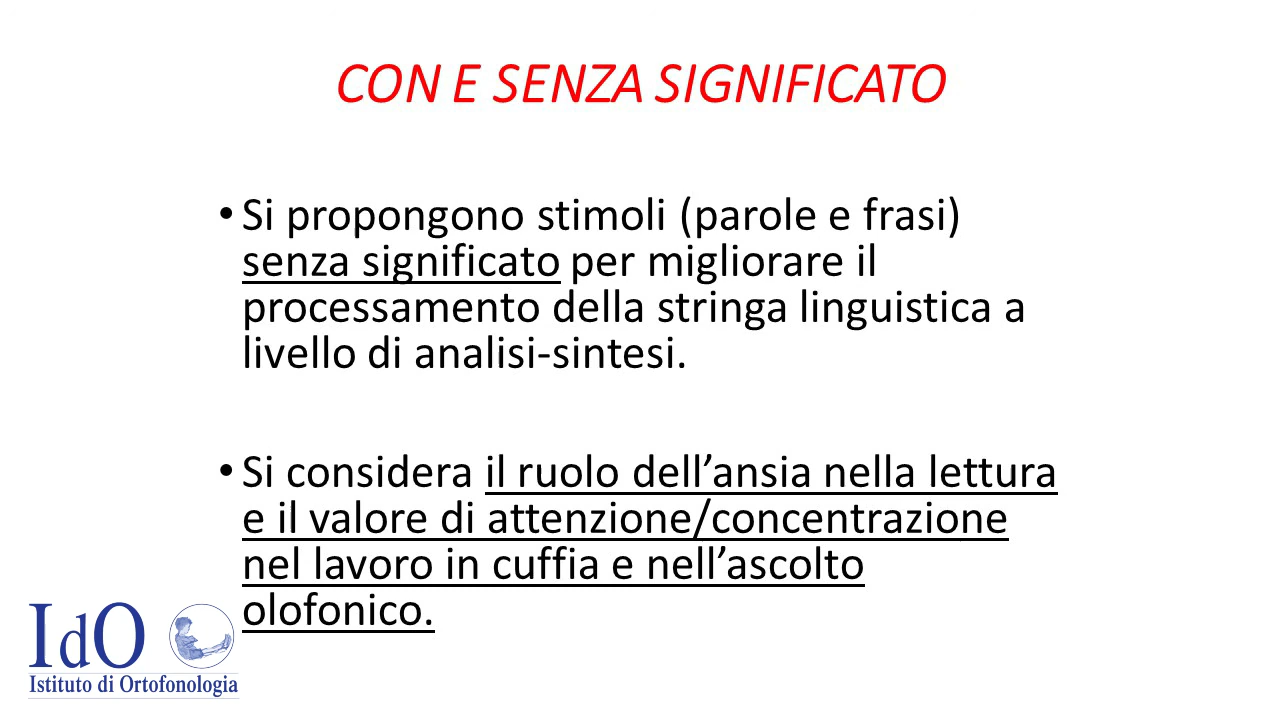 CON E SENZA SIGNIFICATO
• Si propongono stimoli (parole e frasi)
senza significato per migliorare il
processamento della stringa linguistica a
livello di analisi-sintesi.
• Si considera il ruolo dell’ansia nella lettura
e il valore di attenzione/concentrazione
nel lavoro in cuffia e nell’ascolto
olofonico.
IdO
Istituto di Ortofonologia